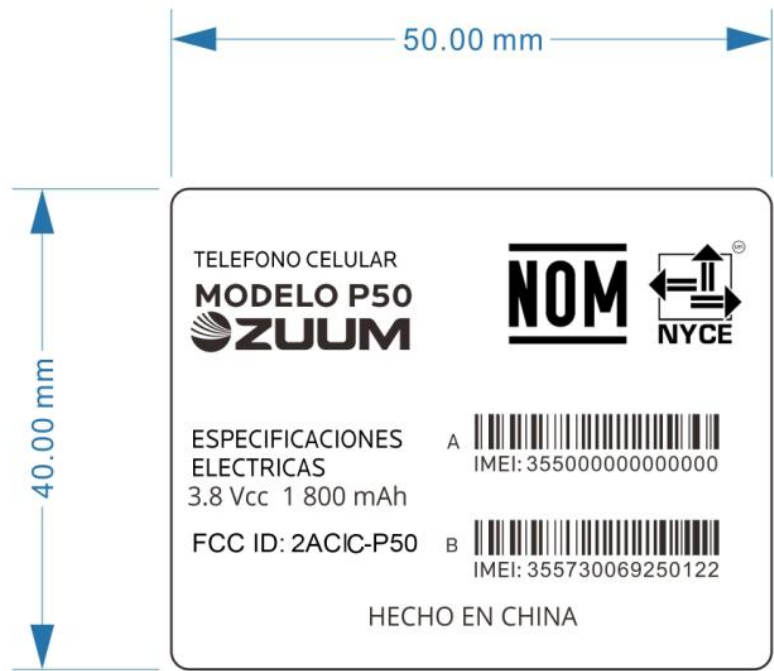 50.00 mm
40.00 mm
TELEFONO CELULAR
MODELO P50
ZUUM
NOM
NYCE
ESPECIFICACIONES
ELECTRICAS
3.8 Vcc 1 800 mAh
FCC ID: 2ACIC-P50
A
IMEI: 355000000000000
B
IMEI: 355730069250122
HECHO EN CHINA